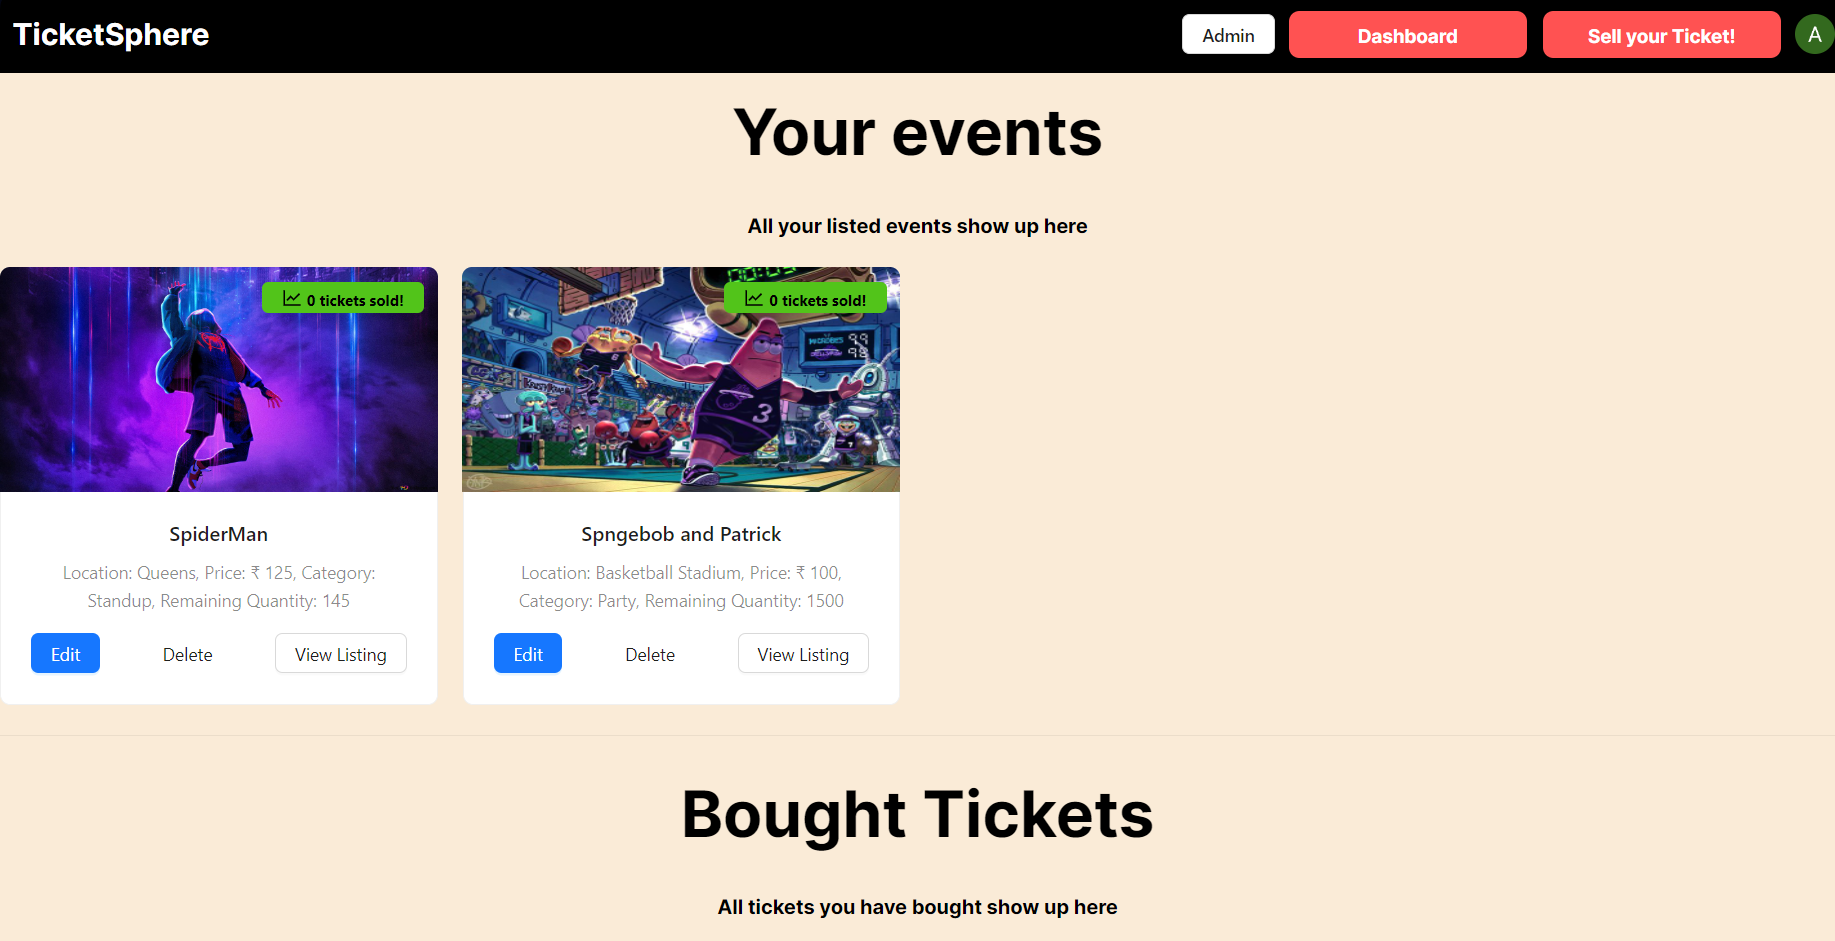 TicketSphere
Admin
Dashboard
Sell your Ticket!
A
Your events
All your listed events show up here
0 tickets sold!
SpiderMan
Location: Queens, Price: ₹ 125, Category:
Standup, Remaining Quantity: 145
Edit
Delete
View Listing
0 tickets sold!
3
99
98
Spngebob and Patrick
Location: Basketball Stadium, Price: ₹ 100,
Category: Party, Remaining Quantity: 1500
Edit
Delete
View Listing
Bought Tickets
All tickets you have bought show up here